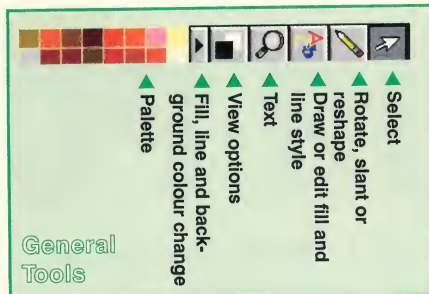 Select
Rotate, slant or
reshape
Draw or edit fill and
line style
Text
View options
Fill, line and back-
ground colour change
Palette
General
Tools